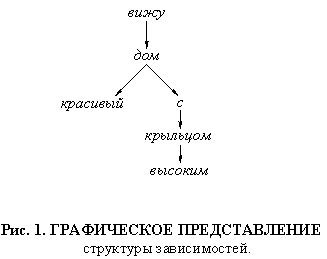 вижу
дом
красивый с
крыльцом
высоким
Рис. 1. ГРАФИЧЕСКОЕ ПРЕДСТАВЛЕНИЕ
структуры зависимостей.